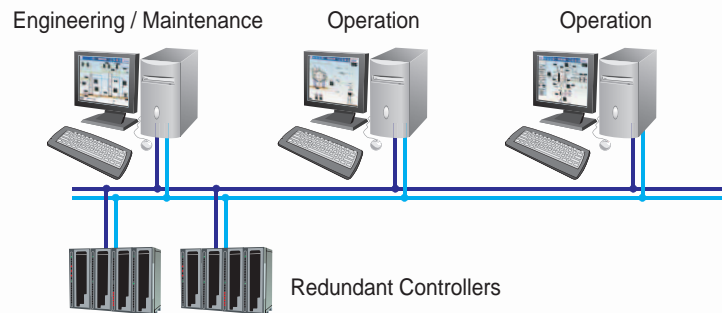 Engineering / Maintenance
Operation
Operation
Redundant Controllers